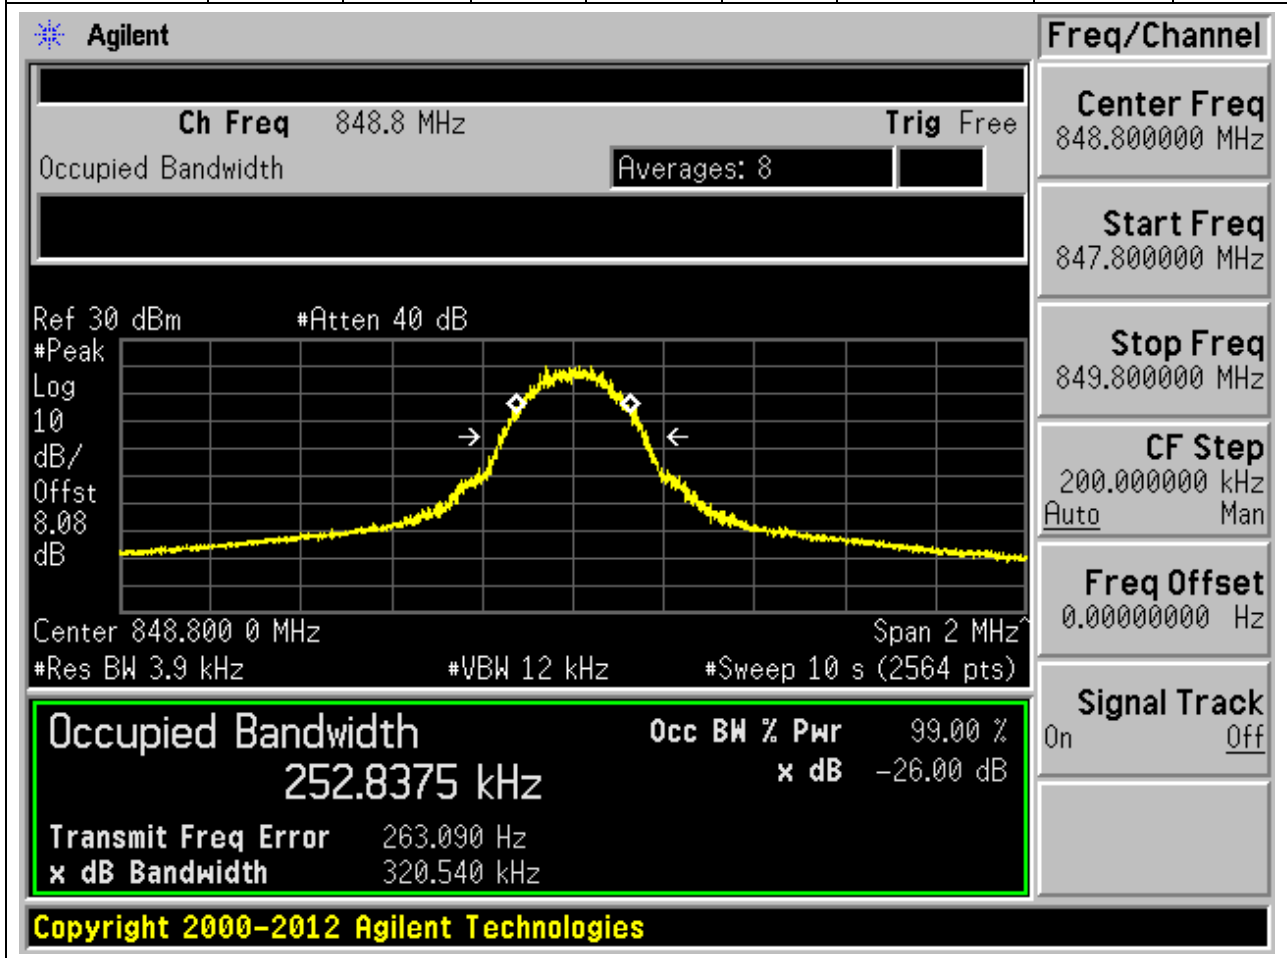 Agilent
Freq/Channel
Ch Freq 848.8 MHz Trig Free
Occupied Bandwidth Averages: 8
Center Freq
848.800000 MHz
Start Freq
847.800000 MHz
Stop Freq
849.800000 MHz
CF Step
200.000000 kHz
Auto Man
Freq Offset
0.00000000 Hz
Signal Track
On Off
Ref 30 dBm #Atten 40 dB
#Peak
Log
10
dB/
Offst
8.08
dB
Center 848.800 0 MHz Span 2 MHz^
#Res BW 3.9 kHz #VBW 12 kHz #Sweep 10 s (2564 pts)
Occupied Bandwidth Occ BW % Pwr 99.00 %
252.8375 kHz x dB -26.00 dB
Transmit Freq Error 263.090 Hz
x dB Bandwidth 320.540 kHz
Copyright 2000-2012 Agilent Technologies